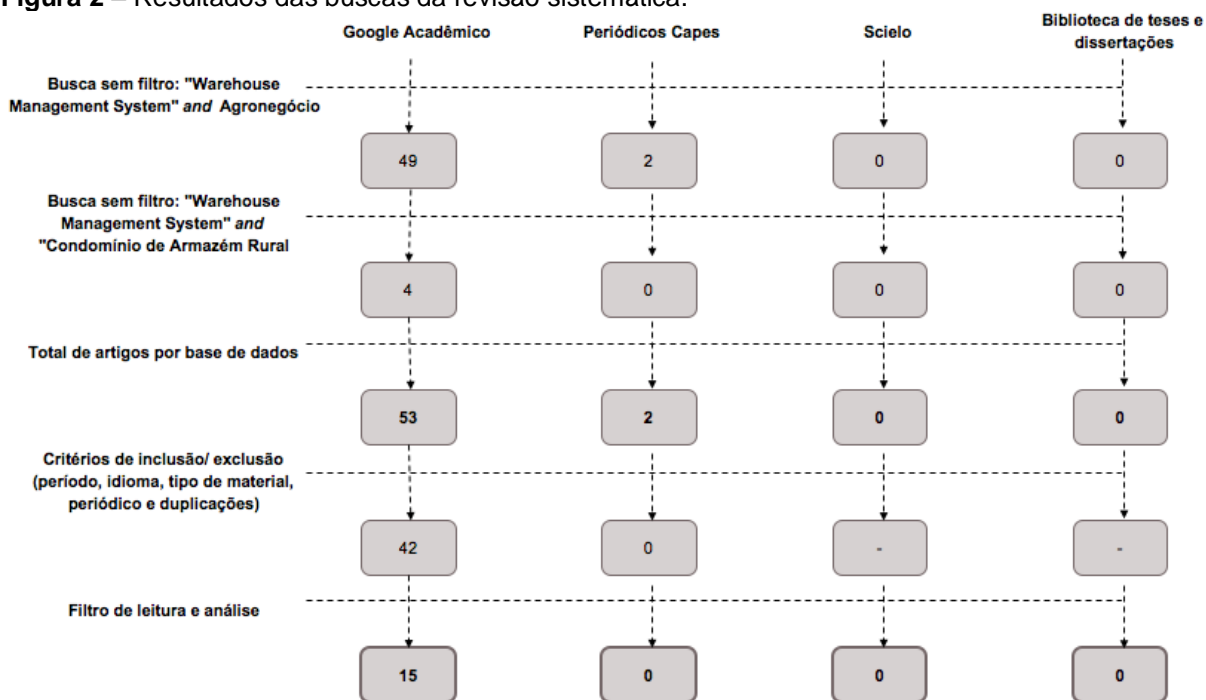 Figura 2 – Resultados das buscas da revisão sistemática.
Google Acadêmico
Periódicos Capes
Scielo
Biblioteca de teses e
dissertações
Busca sem filtro: "Warehouse
Management System" and Agronegócio
49
2
0
0
Busca sem filtro: "Warehouse
Management System" and
"Condomínio de Armazém Rural
4
0
0
0
Total de artigos por base de dados
53
2
0
0
Critérios de inclusão/ exclusão
(período, idioma, tipo de material,
periódico e duplicações)
42
0
-
-
Filtro de leitura e análise
15
0
0
0